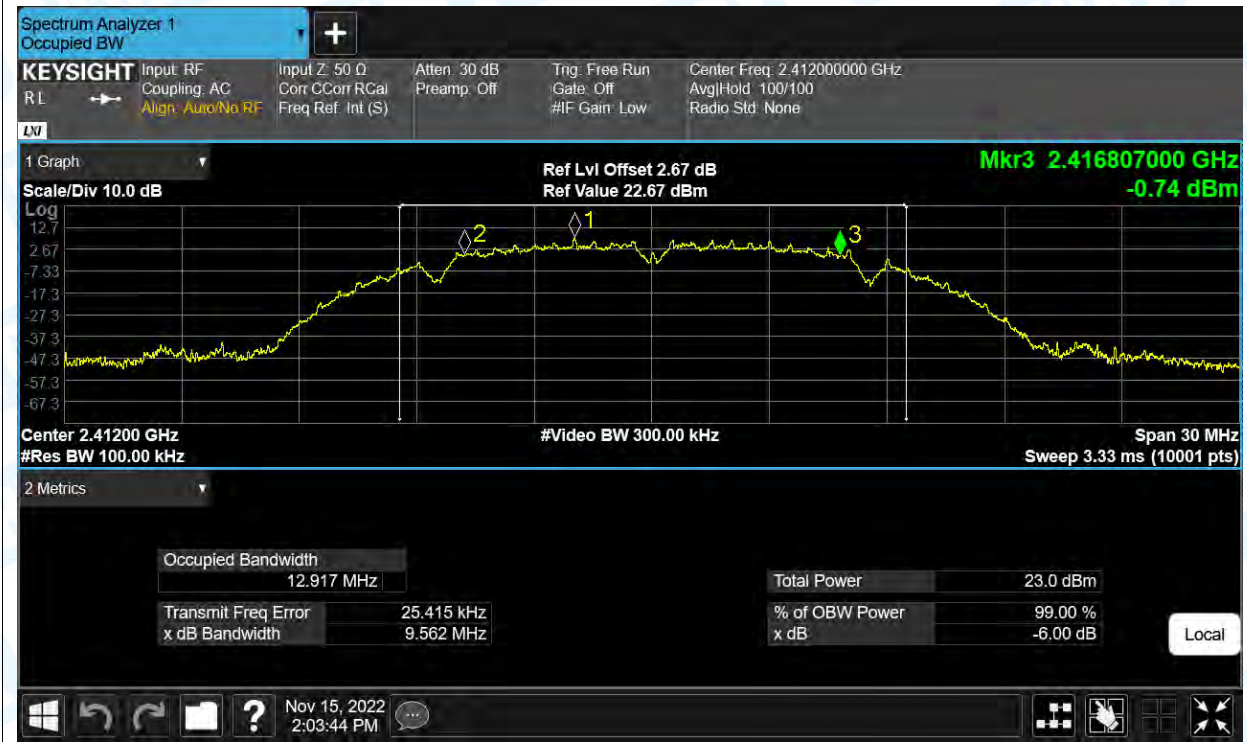 Spectrum Analyzer 1
Occupied BW
+
KEYSIGHT Input: RF Input Z: 50 Ω Atten: 30 dB Trig: Free Run Center Freq: 2.412000000 GHz
R L Coupling: AC Corr CCorr RCal Preamp: Off Gate: Off Avg|Hold: 100/100
Align: Auto/No RF Freq Ref: Int (S) #IF Gain: Low Radio Std: None
LXI
1 Graph Ref Lvl Offset 2.67 dB Mkr3 2.416807000 GHz
Scale/Div 10.0 dB Ref Value 22.67 dBm -0.74 dBm
Log
12.7
2.67
-7.33
-17.3
-27.3
-37.3
-47.3
-57.3
-67.3
2 1 3
Center 2.41200 GHz #Video BW 300.00 kHz Span 30 MHz
#Res BW 100.00 kHz Sweep 3.33 ms (10001 pts)
2 Metrics
Occupied Bandwidth
12.917 MHz Total Power 23.0 dBm
Transmit Freq Error 25.415 kHz % of OBW Power 99.00 %
x dB Bandwidth 9.562 MHz x dB -6.00 dB
Local
? Nov 15, 2022
2:03:44 PM